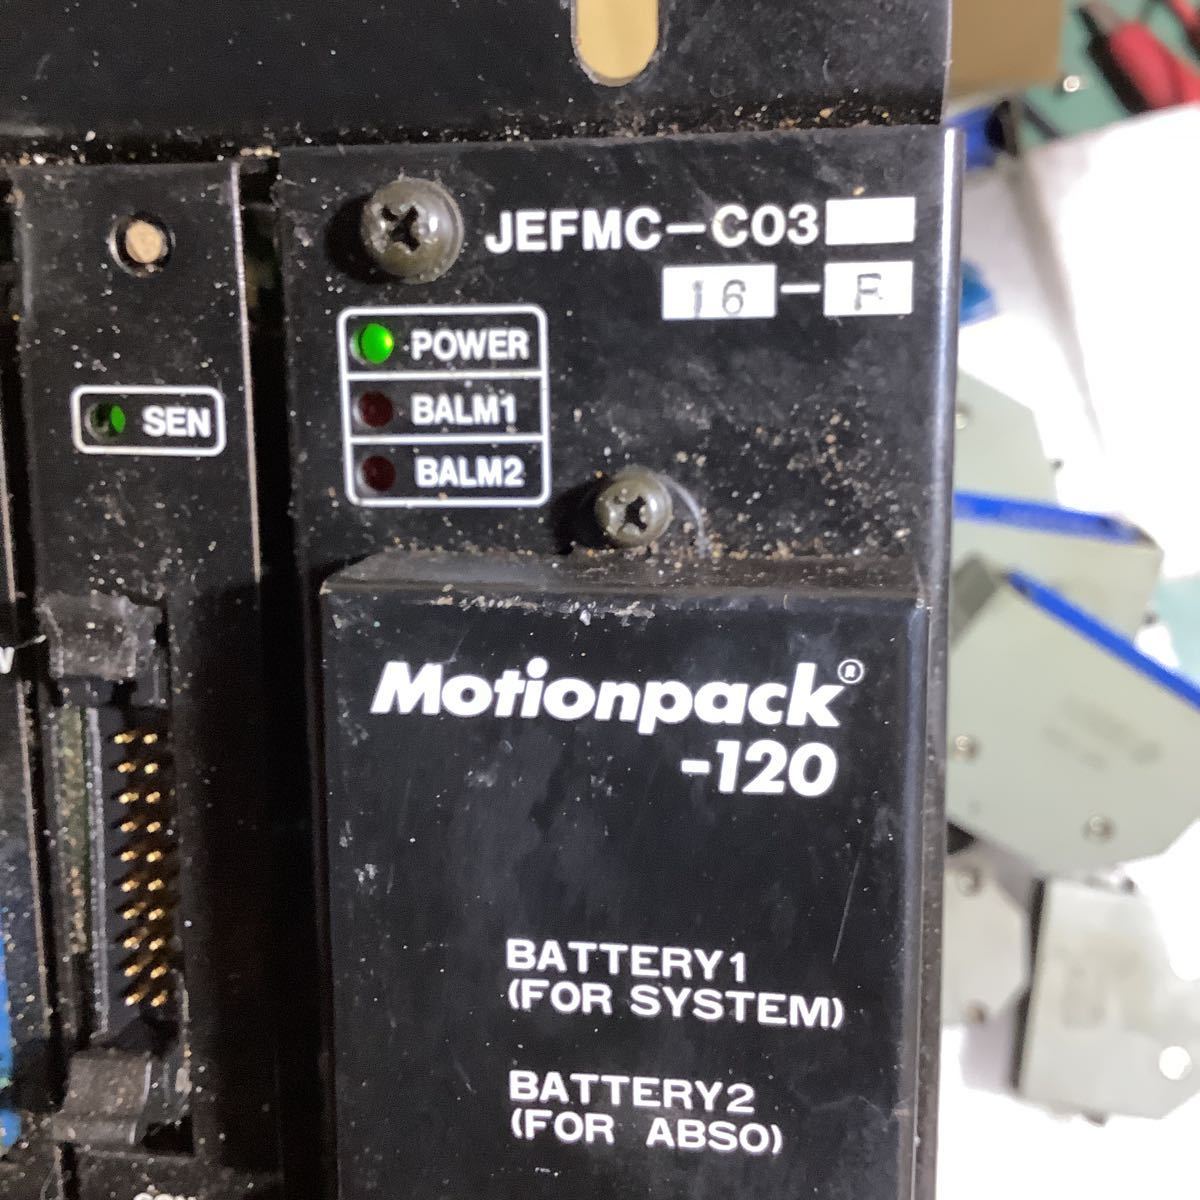 JEFMC-C03
16-R
POWER
BALM1
BALM2
SEN
Motionpack®
-120
BATTERY1
(FOR SYSTEM)
BATTERY2
(FOR ABSO)